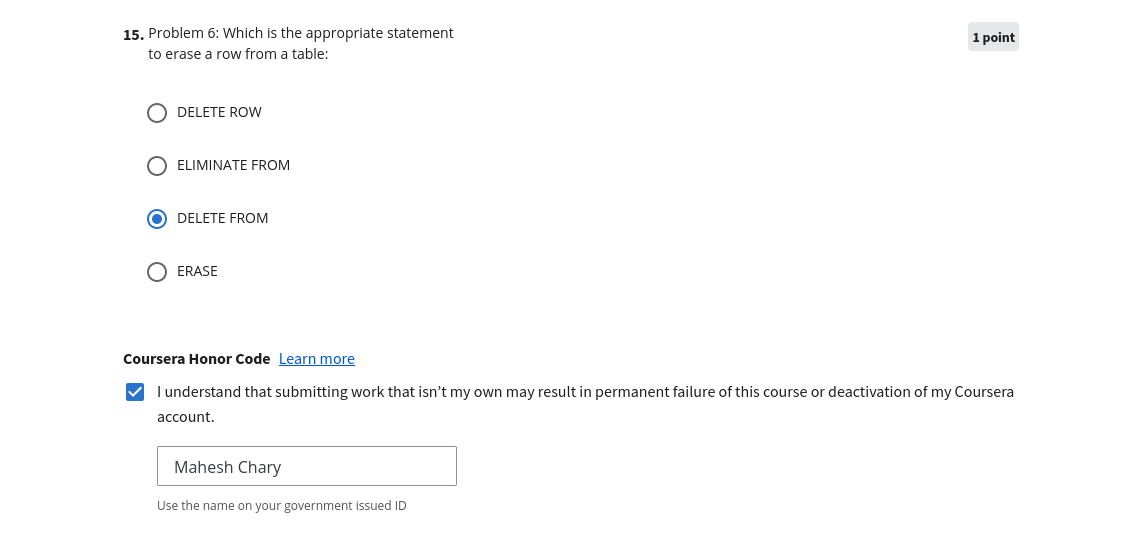 15. Problem 6: Which is the appropriate statement
to erase a row from a table:
1 point
DELETE ROW
ELIMINATE FROM
DELETE FROM
ERASE
Coursera Honor Code Learn more
I understand that submitting work that isn’t my own may result in permanent failure of this course or deactivation of my Coursera
account.
Mahesh Chary
Use the name on your government issued ID